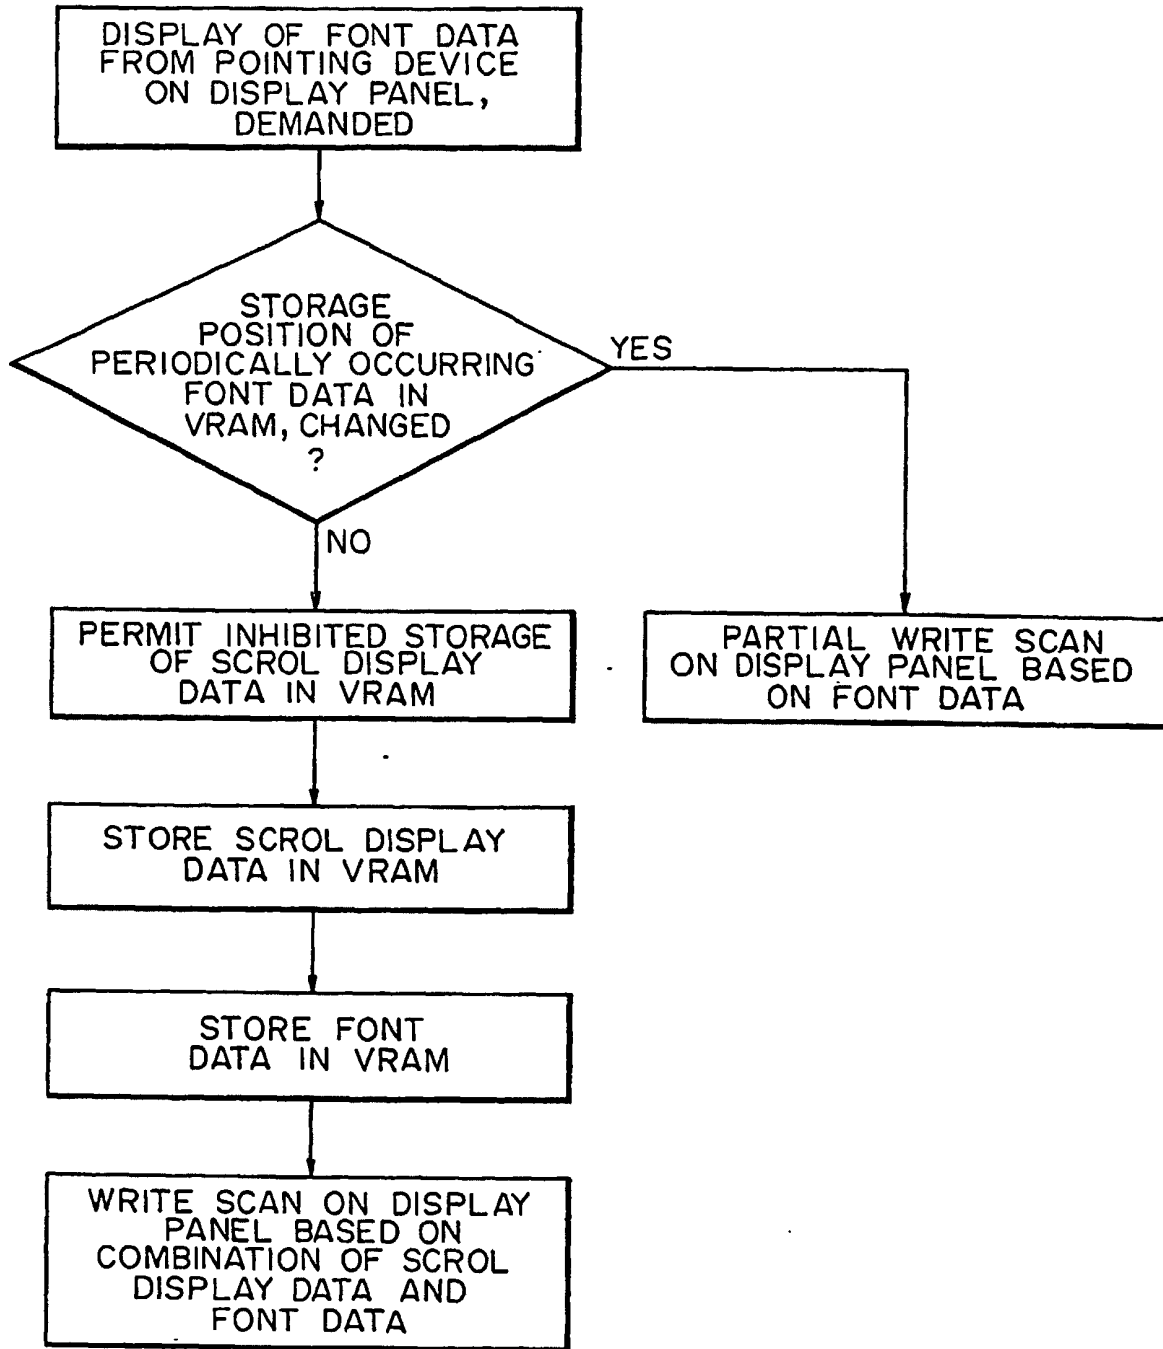 DISPLAY OF FONT DATA
FROM POINTING DEVICE
ON DISPLAY PANEL,
DEMANDED
STORAGE
POSITION OF
PERIODICALLY OCCURRING
FONT DATA IN
VRAM, CHANGED
?
YES
NO
PERMIT INHIBITED STORAGE
OF SCROL DISPLAY
DATA IN VRAM
PARTIAL WRITE SCAN
ON DISPLAY PANEL BASED
ON FONT DATA
STORE SCROL DISPLAY
DATA IN VRAM
STORE FONT
DATA IN VRAM
WRITE SCAN ON DISPLAY
PANEL BASED ON
COMBINATION OF SCROL
DISPLAY DATA AND
FONT DATA